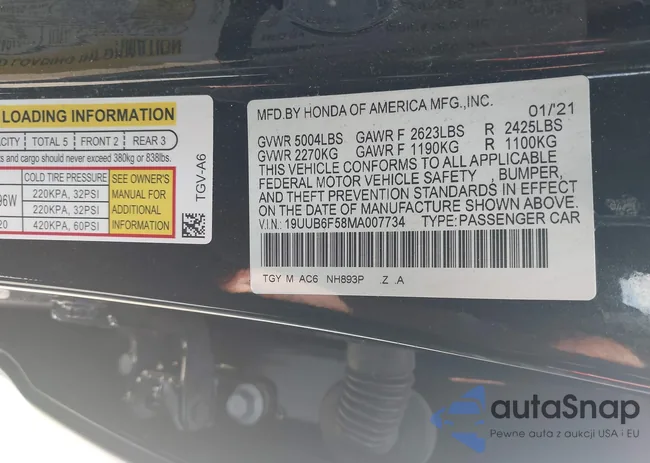 LOADING INFORMATION
ACITY TOTAL 5 FRONT 2 REAR 3
s and cargo should never exceed 380kg or 838lbs.
COLD TIRE PRESSURE
SEE OWNER'S
MANUAL FOR
ADDITIONAL
INFORMATION
96W 220KPA, 32PSI
220KPA, 32PSI
20 420KPA, 60PSI
TGV-A6
MFD.BY HONDA OF AMERICA MFG.,INC. 01/'21
GVWR 5004LBS GAWR F 2623LBS R 2425LBS
GVWR 2270KG GAWR F 1190KG R 1100KG
THIS VEHICLE CONFORMS TO ALL APPLICABLE
FEDERAL MOTOR VEHICLE SAFETY , BUMPER,
AND THEFT PREVENTION STANDARDS IN EFFECT
ON THE DATE OF MANUFACTURE SHOWN ABOVE.
V.I.N.: 19UUB6F58MA007734 TYPE:PASSENGER CAR
TGY M AC6 NH893P .Z .A
autaSnap
Pewne auta z aukcji USA i EU